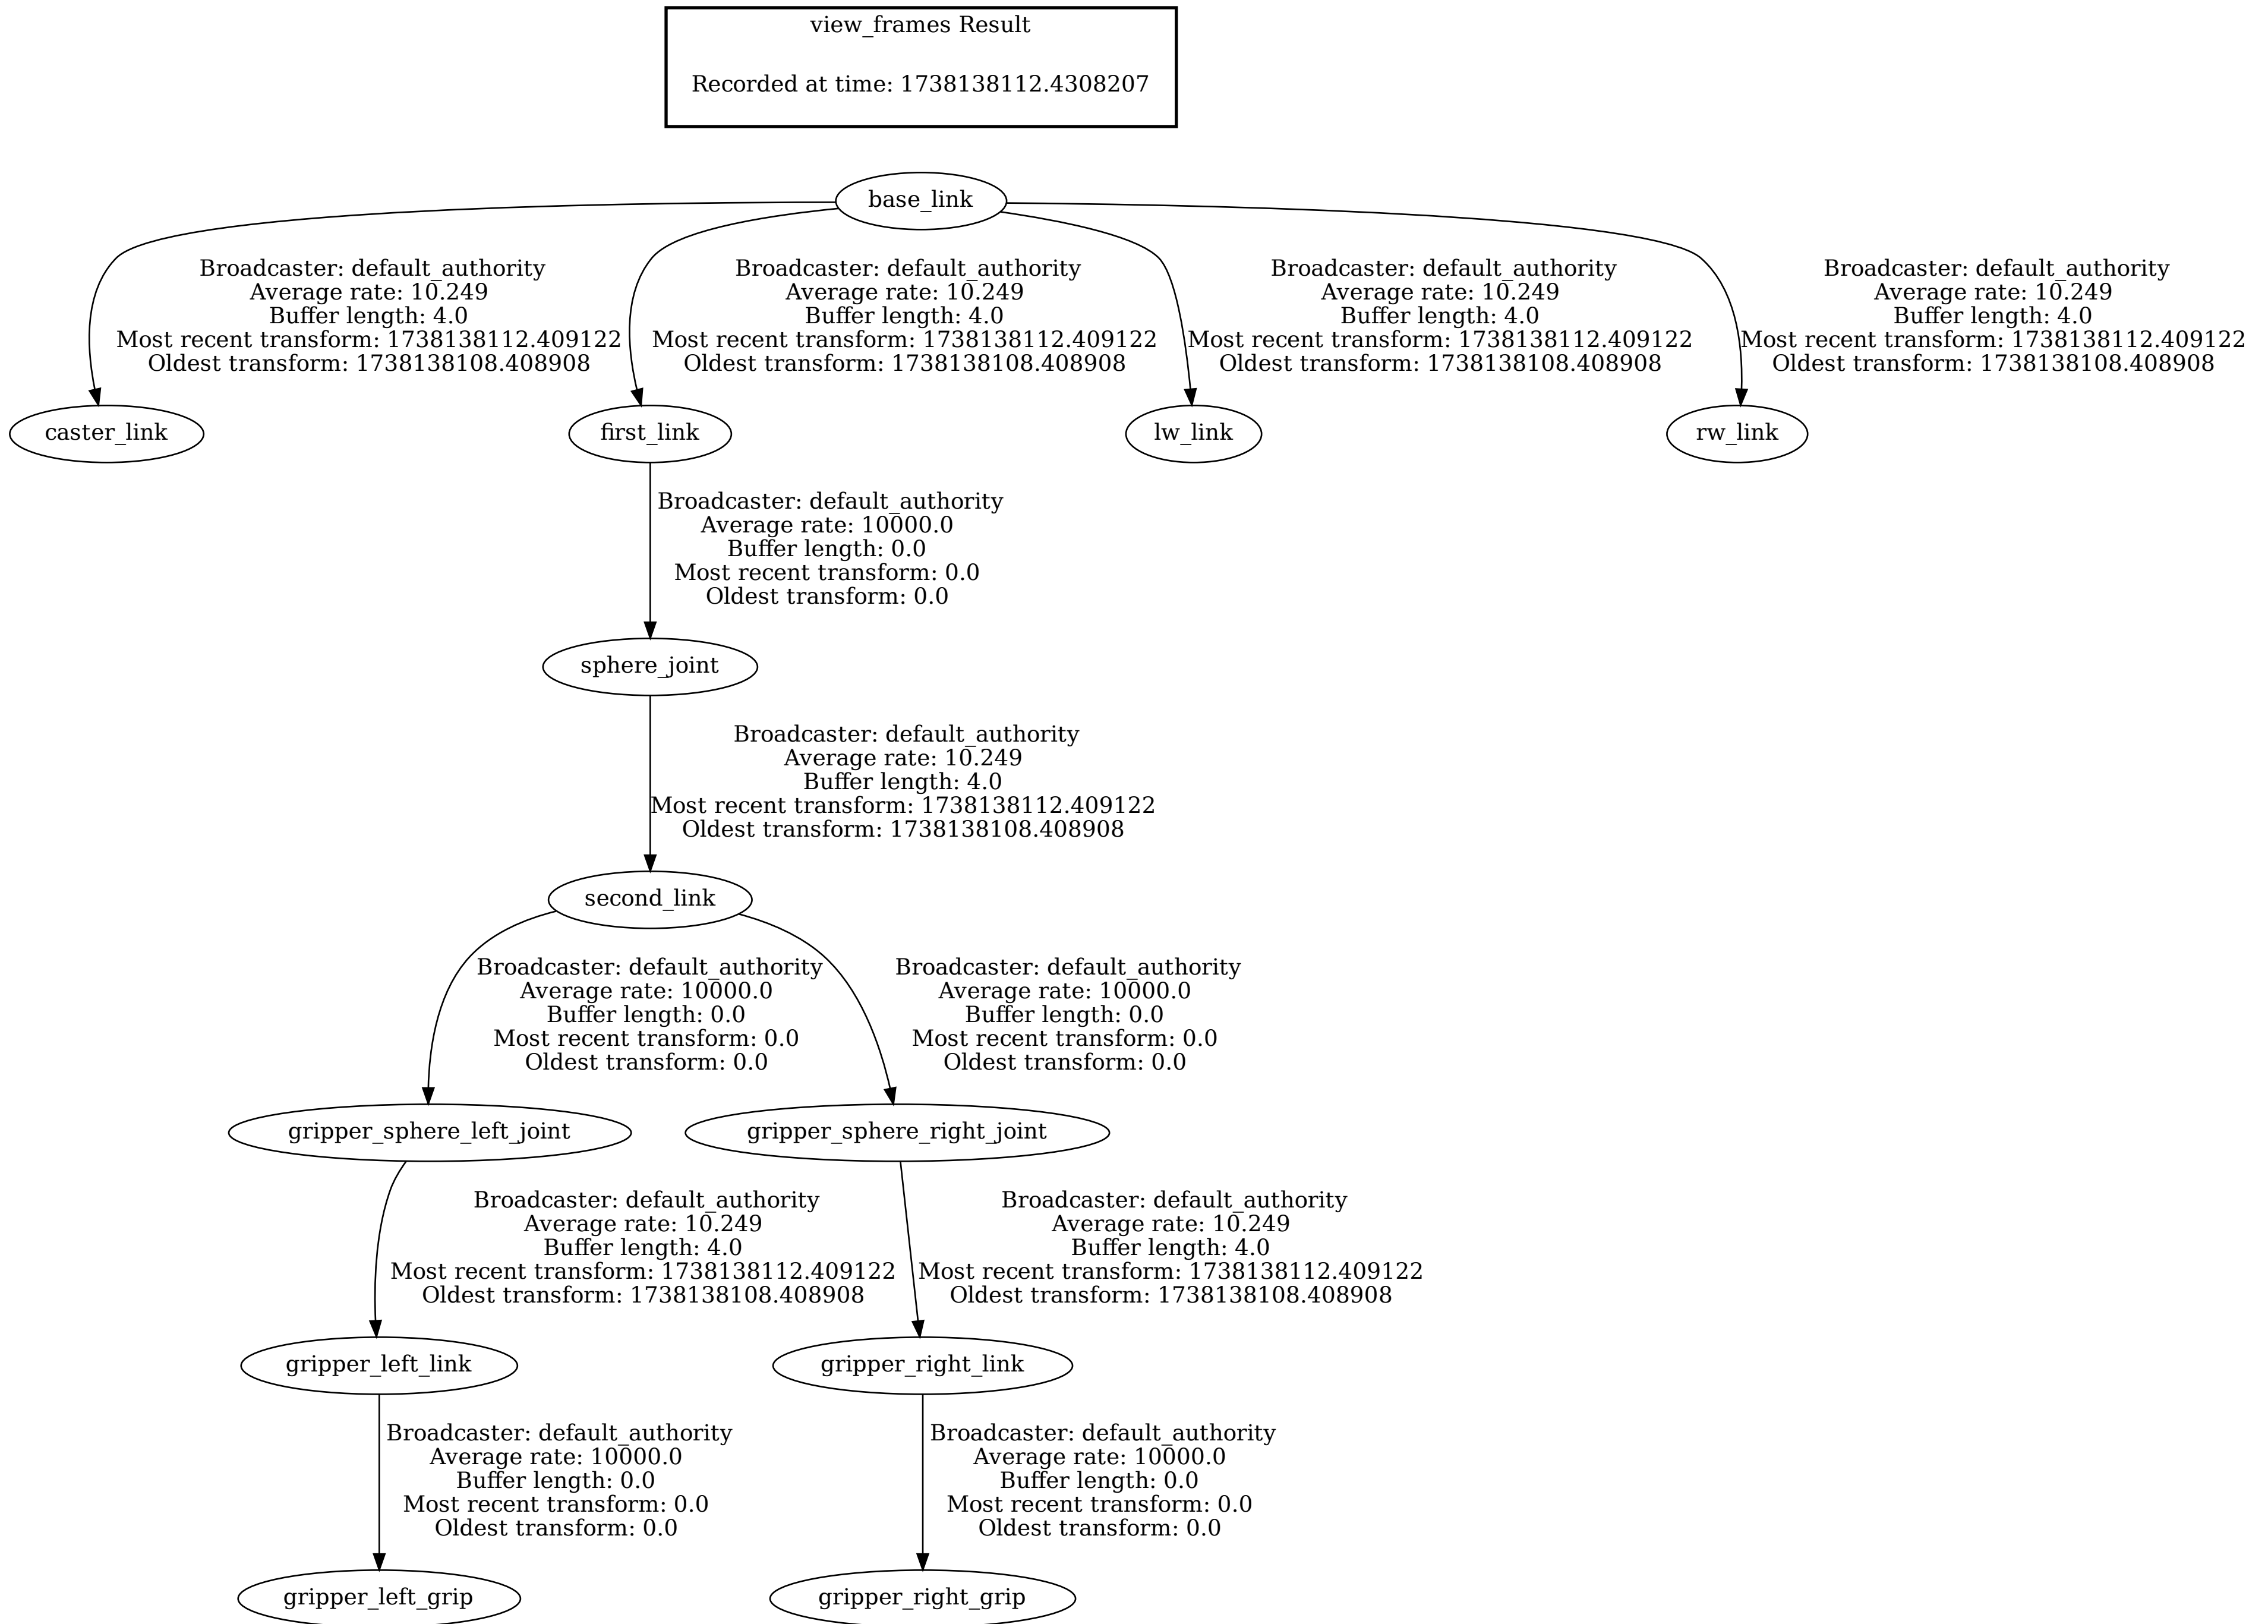 view_frames Result
Recorded at time: 1738138112.4308207
base_link
Broadcaster: default_authority
Average rate: 10.249
Buffer length: 4.0
Most recent transform: 1738138112.409122
Oldest transform: 1738138108.408908
Broadcaster: default_authority
Average rate: 10.249
Buffer length: 4.0
Most recent transform: 1738138112.409122
Oldest transform: 1738138108.408908
Broadcaster: default_authority
Average rate: 10.249
Buffer length: 4.0
Most recent transform: 1738138112.409122
Oldest transform: 1738138108.408908
Broadcaster: default_authority
Average rate: 10.249
Buffer length: 4.0
Most recent transform: 1738138112.409122
Oldest transform: 1738138108.408908
caster_link
first_link
lw_link
rw_link
Broadcaster: default_authority
Average rate: 10000.0
Buffer length: 0.0
Most recent transform: 0.0
Oldest transform: 0.0
sphere_joint
Broadcaster: default_authority
Average rate: 10.249
Buffer length: 4.0
Most recent transform: 1738138112.409122
Oldest transform: 1738138108.408908
second_link
Broadcaster: default_authority
Average rate: 10000.0
Buffer length: 0.0
Most recent transform: 0.0
Oldest transform: 0.0
Broadcaster: default_authority
Average rate: 10000.0
Buffer length: 0.0
Most recent transform: 0.0
Oldest transform: 0.0
gripper_sphere_left_joint
gripper_sphere_right_joint
Broadcaster: default_authority
Average rate: 10.249
Buffer length: 4.0
Most recent transform: 1738138112.409122
Oldest transform: 1738138108.408908
Broadcaster: default_authority
Average rate: 10.249
Buffer length: 4.0
Most recent transform: 1738138112.409122
Oldest transform: 1738138108.408908
gripper_left_link
gripper_right_link
Broadcaster: default_authority
Average rate: 10000.0
Buffer length: 0.0
Most recent transform: 0.0
Oldest transform: 0.0
Broadcaster: default_authority
Average rate: 10000.0
Buffer length: 0.0
Most recent transform: 0.0
Oldest transform: 0.0
gripper_left_grip
gripper_right_grip